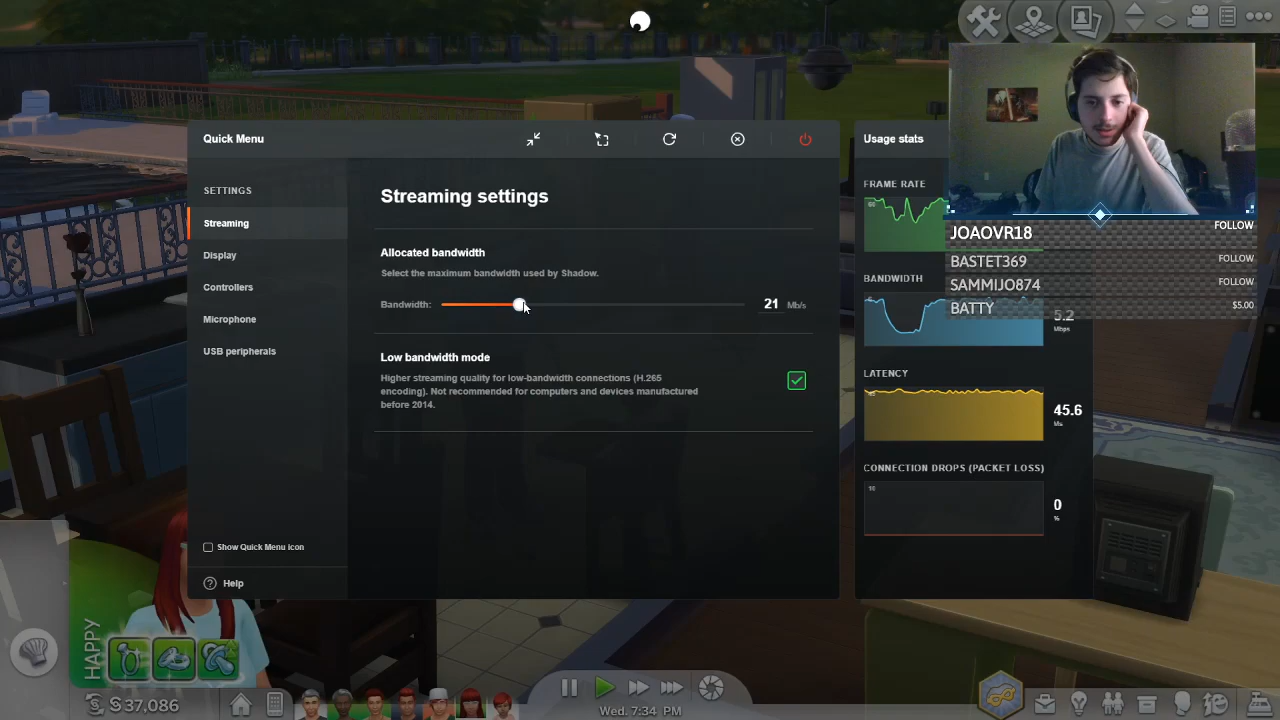 Quick Menu
SETTINGS
Streaming
Display
Controllers
Microphone
USB peripherals
Show Quick Menu icon
Help
Streaming settings
Allocated bandwidth
Select the maximum bandwidth used by Shadow.
Bandwidth:
21 Mb/s
Low bandwidth mode
Higher streaming quality for low-bandwidth connections (H.265
encoding). Not recommended for computers and devices manufactured
before 2014.
Usage stats
FRAME RATE
60
BANDWIDTH
5.2
Mbps
LATENCY
45.6
Ms
CONNECTION DROPS (PACKET LOSS)
10
0
%
JOAOVR18 FOLLOW
BASTET369 FOLLOW
SAMMIJO874 FOLLOW
BATTY $5.00
HAPPY
§ 37,086
Wed. 7:34 PM